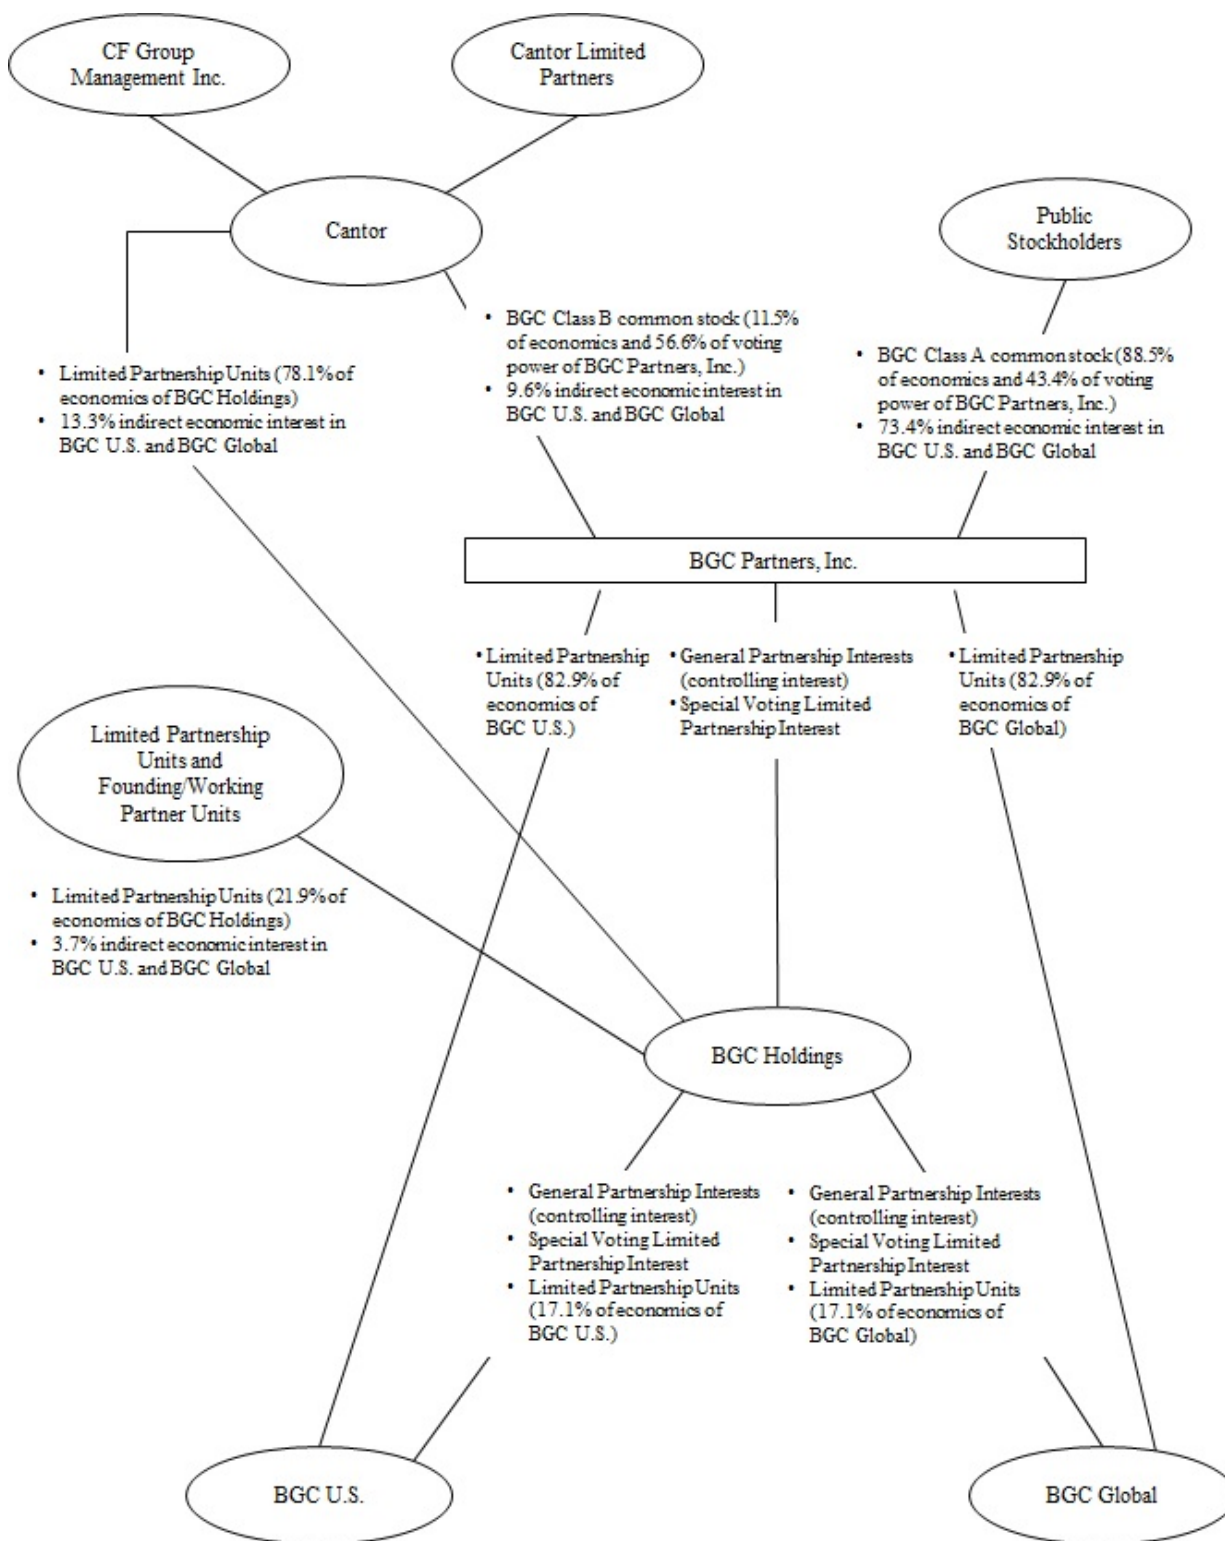 CF Group
Management Inc.
Cantor Limited
Partners
Cantor
Public
Stockholders
• BGC Class B common stock (11.5%
of economics and 56.6% of voting
power of BGC Partners, Inc.)
• 9.6% indirect economic interest in
BGC U.S. and BGC Global
• BGC Class A common stock (88.5%
of economics and 43.4% of voting
power of BGC Partners, Inc.)
• 73.4% indirect economic interest in
BGC U.S. and BGC Global
• Limited Partnership Units (78.1% of
economics of BGC Holdings)
• 13.3% indirect economic interest in
BGC U.S. and BGC Global
BGC Partners, Inc.
• Limited Partnership
Units (82.9% of
economics of
BGC U.S.)
• General Partnership Interests
(controlling interest)
• Special Voting Limited
Partnership Interest
• Limited Partnership
Units (82.9% of
economics of
BGC Global)
Limited Partnership
Units and
Founding/Working
Partner Units
• Limited Partnership Units (21.9% of
economics of BGC Holdings)
• 3.7% indirect economic interest in
BGC U.S. and BGC Global
BGC Holdings
• General Partnership Interests
(controlling interest)
• Special Voting Limited
Partnership Interest
• Limited Partnership Units
(17.1% of economics of
BGC U.S.)
• General Partnership Interests
(controlling interest)
• Special Voting Limited
Partnership Interest
• Limited Partnership Units
(17.1% of economics of
BGC Global)
BGC U.S.
BGC Global